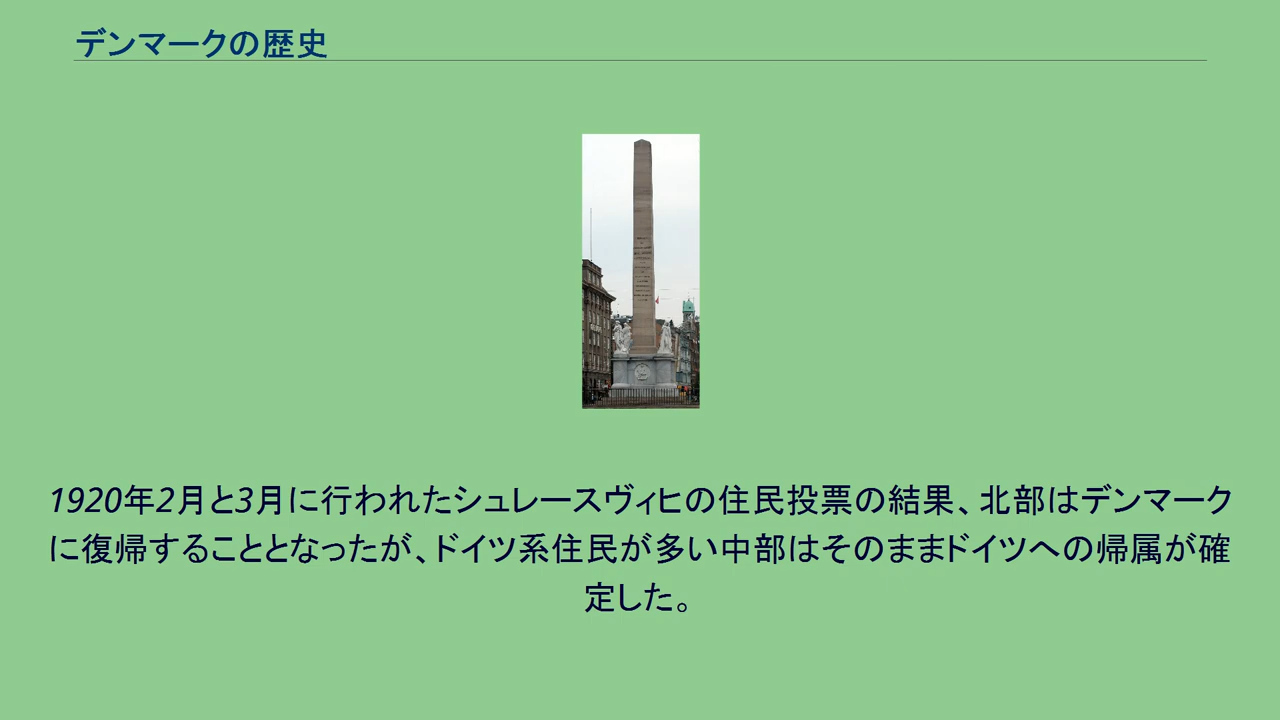 デンマークの歴史
1920年2月と3月に行われたシュレースヴィヒの住民投票の結果、北部はデンマーク
に復帰することとなったが、ドイツ系住民が多い中部はそのままドイツへの帰属が確
定した。